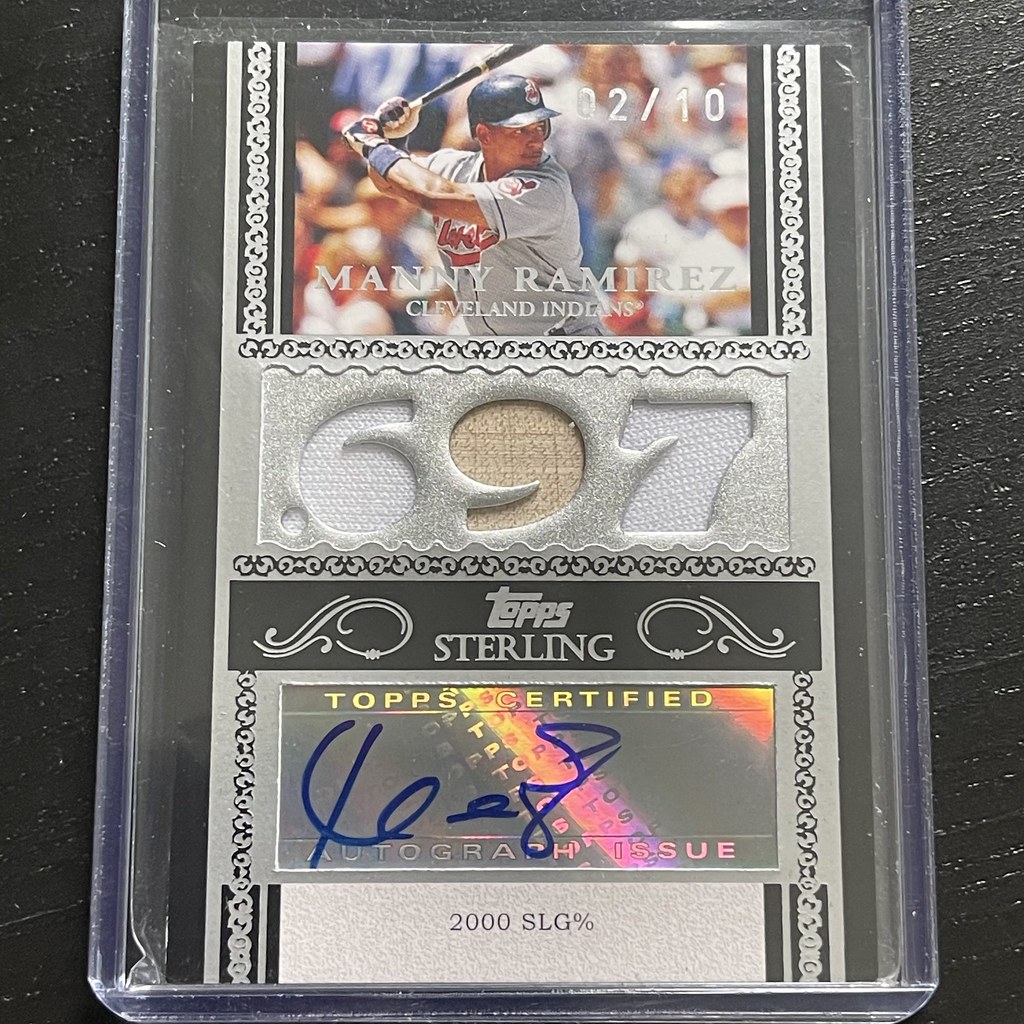 02/10
MANNY RAMIREZ
CLEVELAND INDIANS®
.697
Topps
STERLING
TOPPS CERTIFIED
AUTOGRAPH ISSUE
2000 SLG%